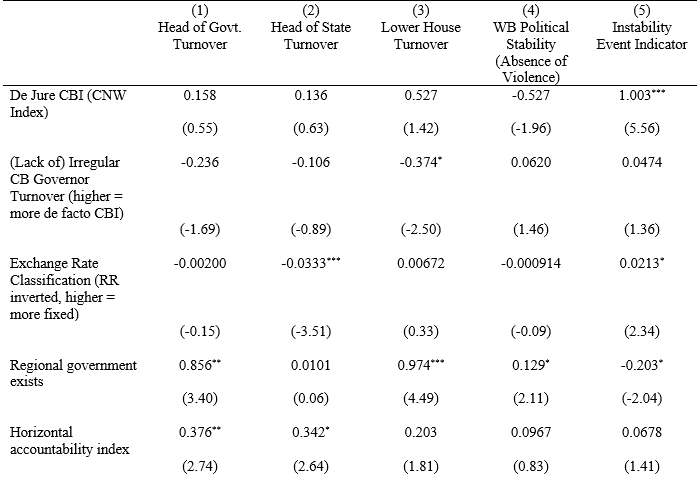 (1) (2) (3) (4) (5)
Head of Govt. Head of State Lower House WB Political Instability
Turnover Turnover Turnover Stability Event Indicator
(Absence of
Violence)
De Jure CBI (CNW 0.158 0.136 0.527 -0.527 1.003***
Index)
(0.55) (0.63) (1.42) (-1.96) (5.56)
(Lack of) Irregular -0.236 -0.106 -0.374* 0.0620 0.0474
CB Governor
Turnover (higher =
more de facto CBI)
(-1.69) (-0.89) (-2.50) (1.46) (1.36)
Exchange Rate -0.00200 -0.0333*** 0.00672 -0.000914 0.0213*
Classification (RR
inverted, higher =
more fixed)
(-0.15) (-3.51) (0.33) (-0.09) (2.34)
Regional government 0.856** 0.0101 0.974*** 0.129* -0.203*
exists
(3.40) (0.06) (4.49) (2.11) (-2.04)
Horizontal 0.376** 0.342* 0.203 0.0967 0.0678
accountability index
(2.74) (2.64) (1.81) (0.83) (1.41)